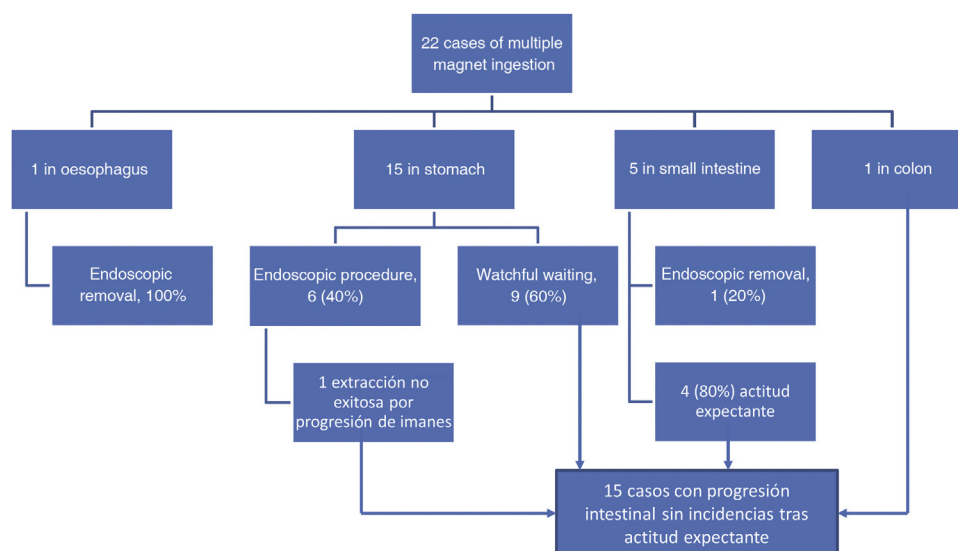 22 cases of multiple
magnet ingestion
1 in oesophagus
15 in stomach
5 in small intestine
1 in colon
Endoscopic
removal, 100%
Endoscopic procedure,
6 (40%)
Watchful waiting,
9 (60%)
Endoscopic removal,
1 (20%)
1 extracción no
exitosa por
progresión de imanes
4 (80%) actitud
expectante
15 casos con progresión
intestinal sin incidencias tras
actitud expectante